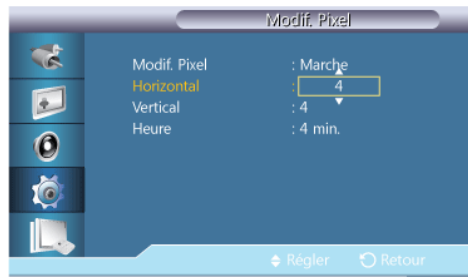 Modif. Pixel
Modif. Pixel : Marche
Horizontal : 4
Vertical : 4
Heure : 4 min.
Régler Retour